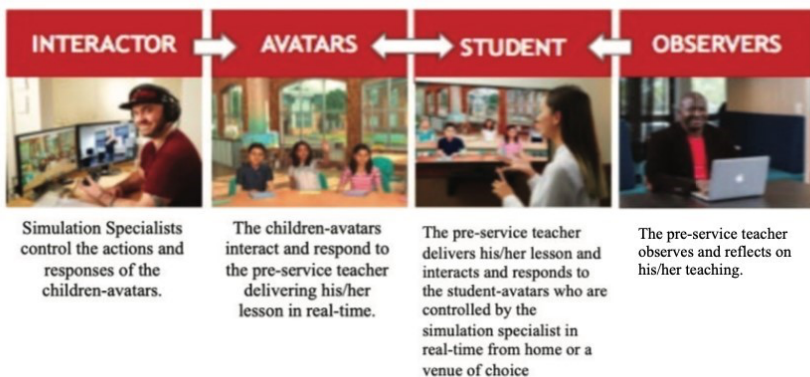 INTERACTOR
AVATARS
STUDENT
OBSERVERS
Simulation Specialists
control the actions and
responses of the
children-avatars.
The children-avatars
interact and respond to
the pre-service teacher
delivering his/her
lesson in real-time.
The pre-service teacher
delivers his/her lesson and
interacts and responds to
the student-avatars who are
controlled by the
simulation specialist in
real-time from home or a
venue of choice
The pre-service teacher
observes and reflects on
his/her teaching.